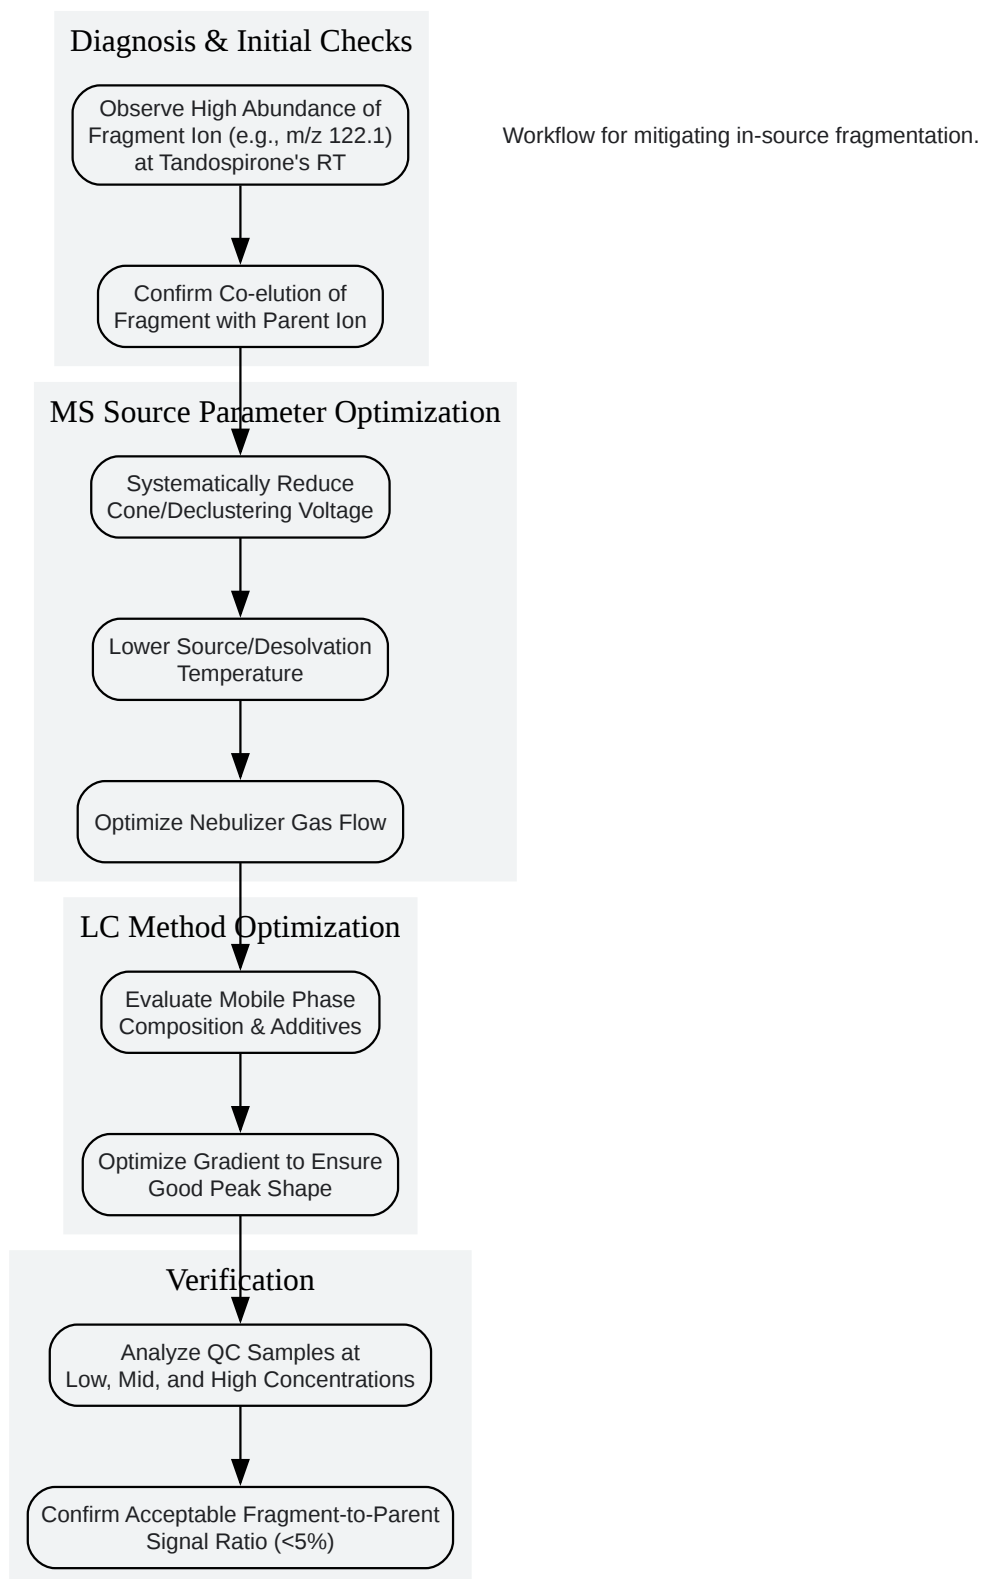 Diagnosis & Initial Checks
Observe High Abundance of
Fragment Ion (e.g., m/z 122.1)
at Tandospirone's RT
Workflow for mitigating in-source fragmentation.
Confirm Co-elution of
Fragment with Parent Ion
MS Source Parameter Optimization
Systematically Reduce
Cone/Declustering Voltage
Lower Source/Desolvation
Temperature
Optimize Nebulizer Gas Flow
LC Method Optimization
Evaluate Mobile Phase
Composition & Additives
Optimize Gradient to Ensure
Good Peak Shape
Verification
Analyze QC Samples at
Low, Mid, and High Concentrations
Confirm Acceptable Fragment-to-Parent
Signal Ratio (<5%)